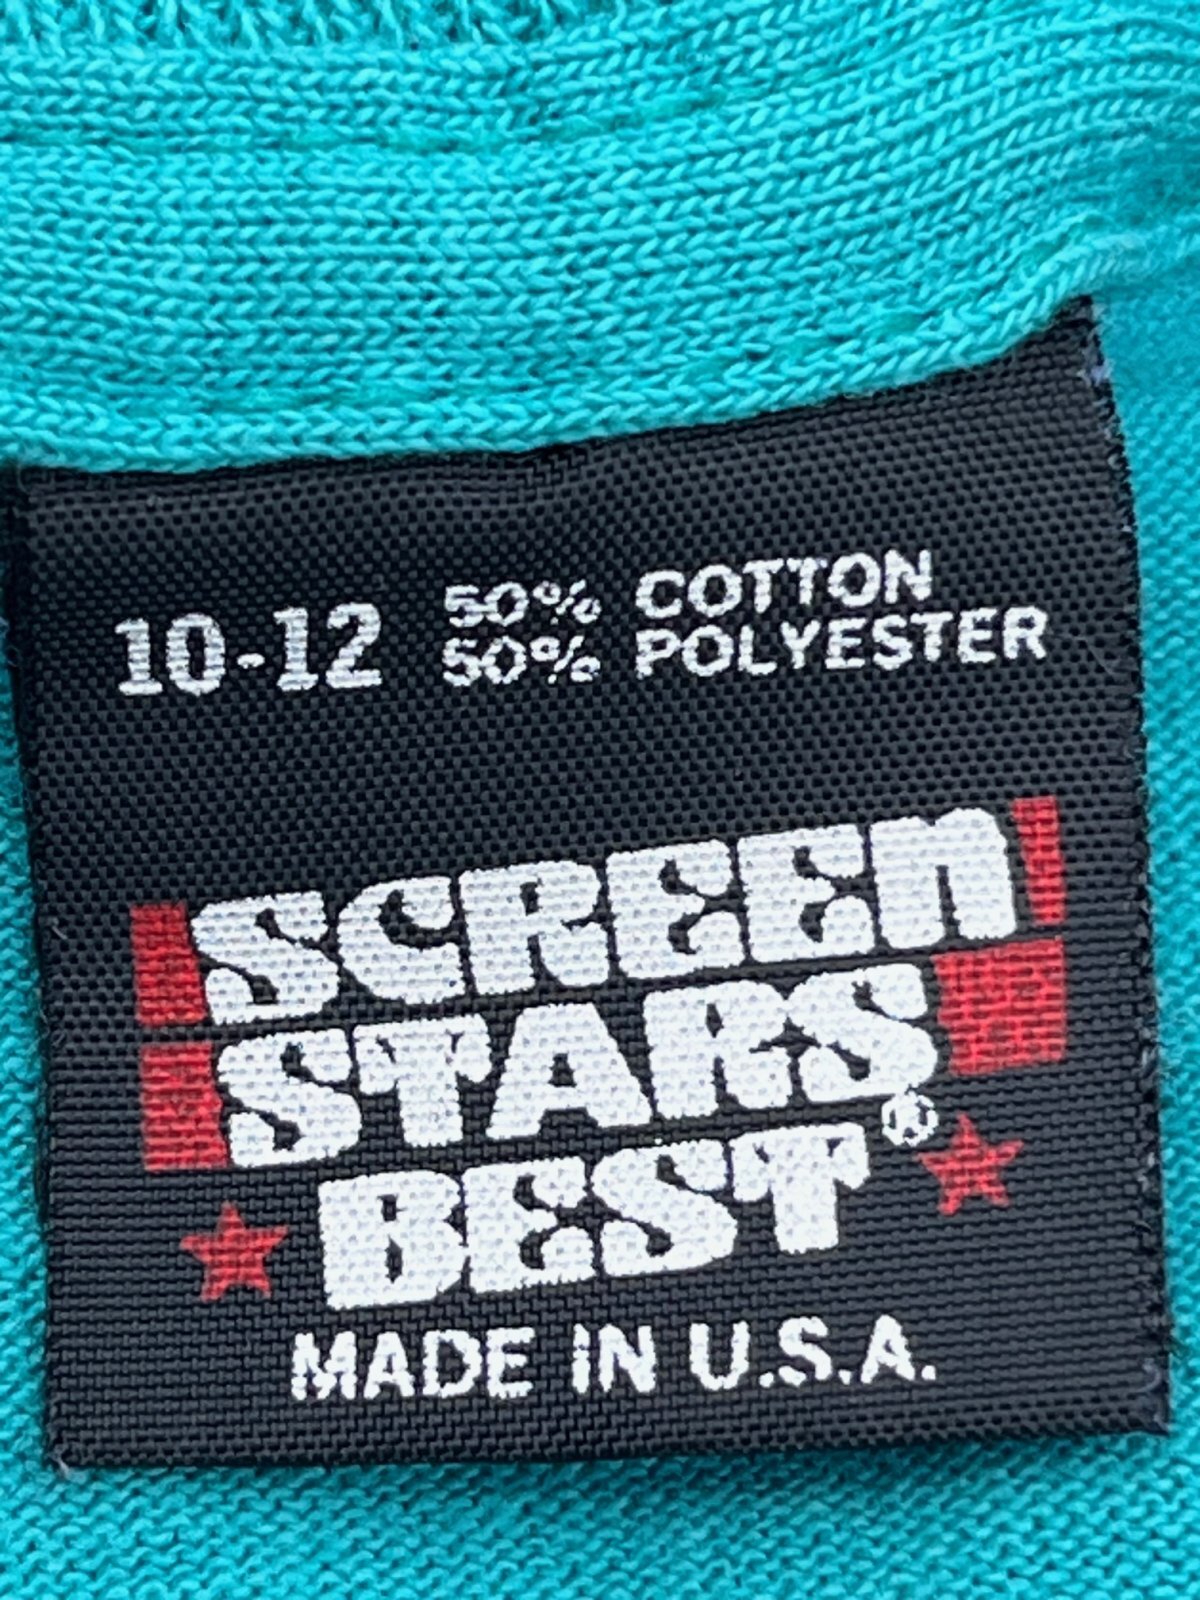 10-12 50% COTTON
50% POLYESTER
SCREEN
STARS
BEST®
MADE IN U.S.A.